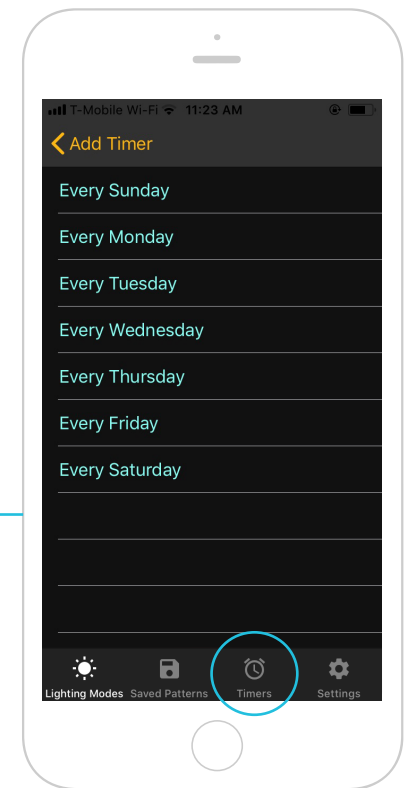 T-Mobile Wi-Fi 11:23 AM
Add Timer
Every Sunday
Every Monday
Every Tuesday
Every Wednesday
Every Thursday
Every Friday
Every Saturday
Lighting Modes Saved Patterns Timers Settings